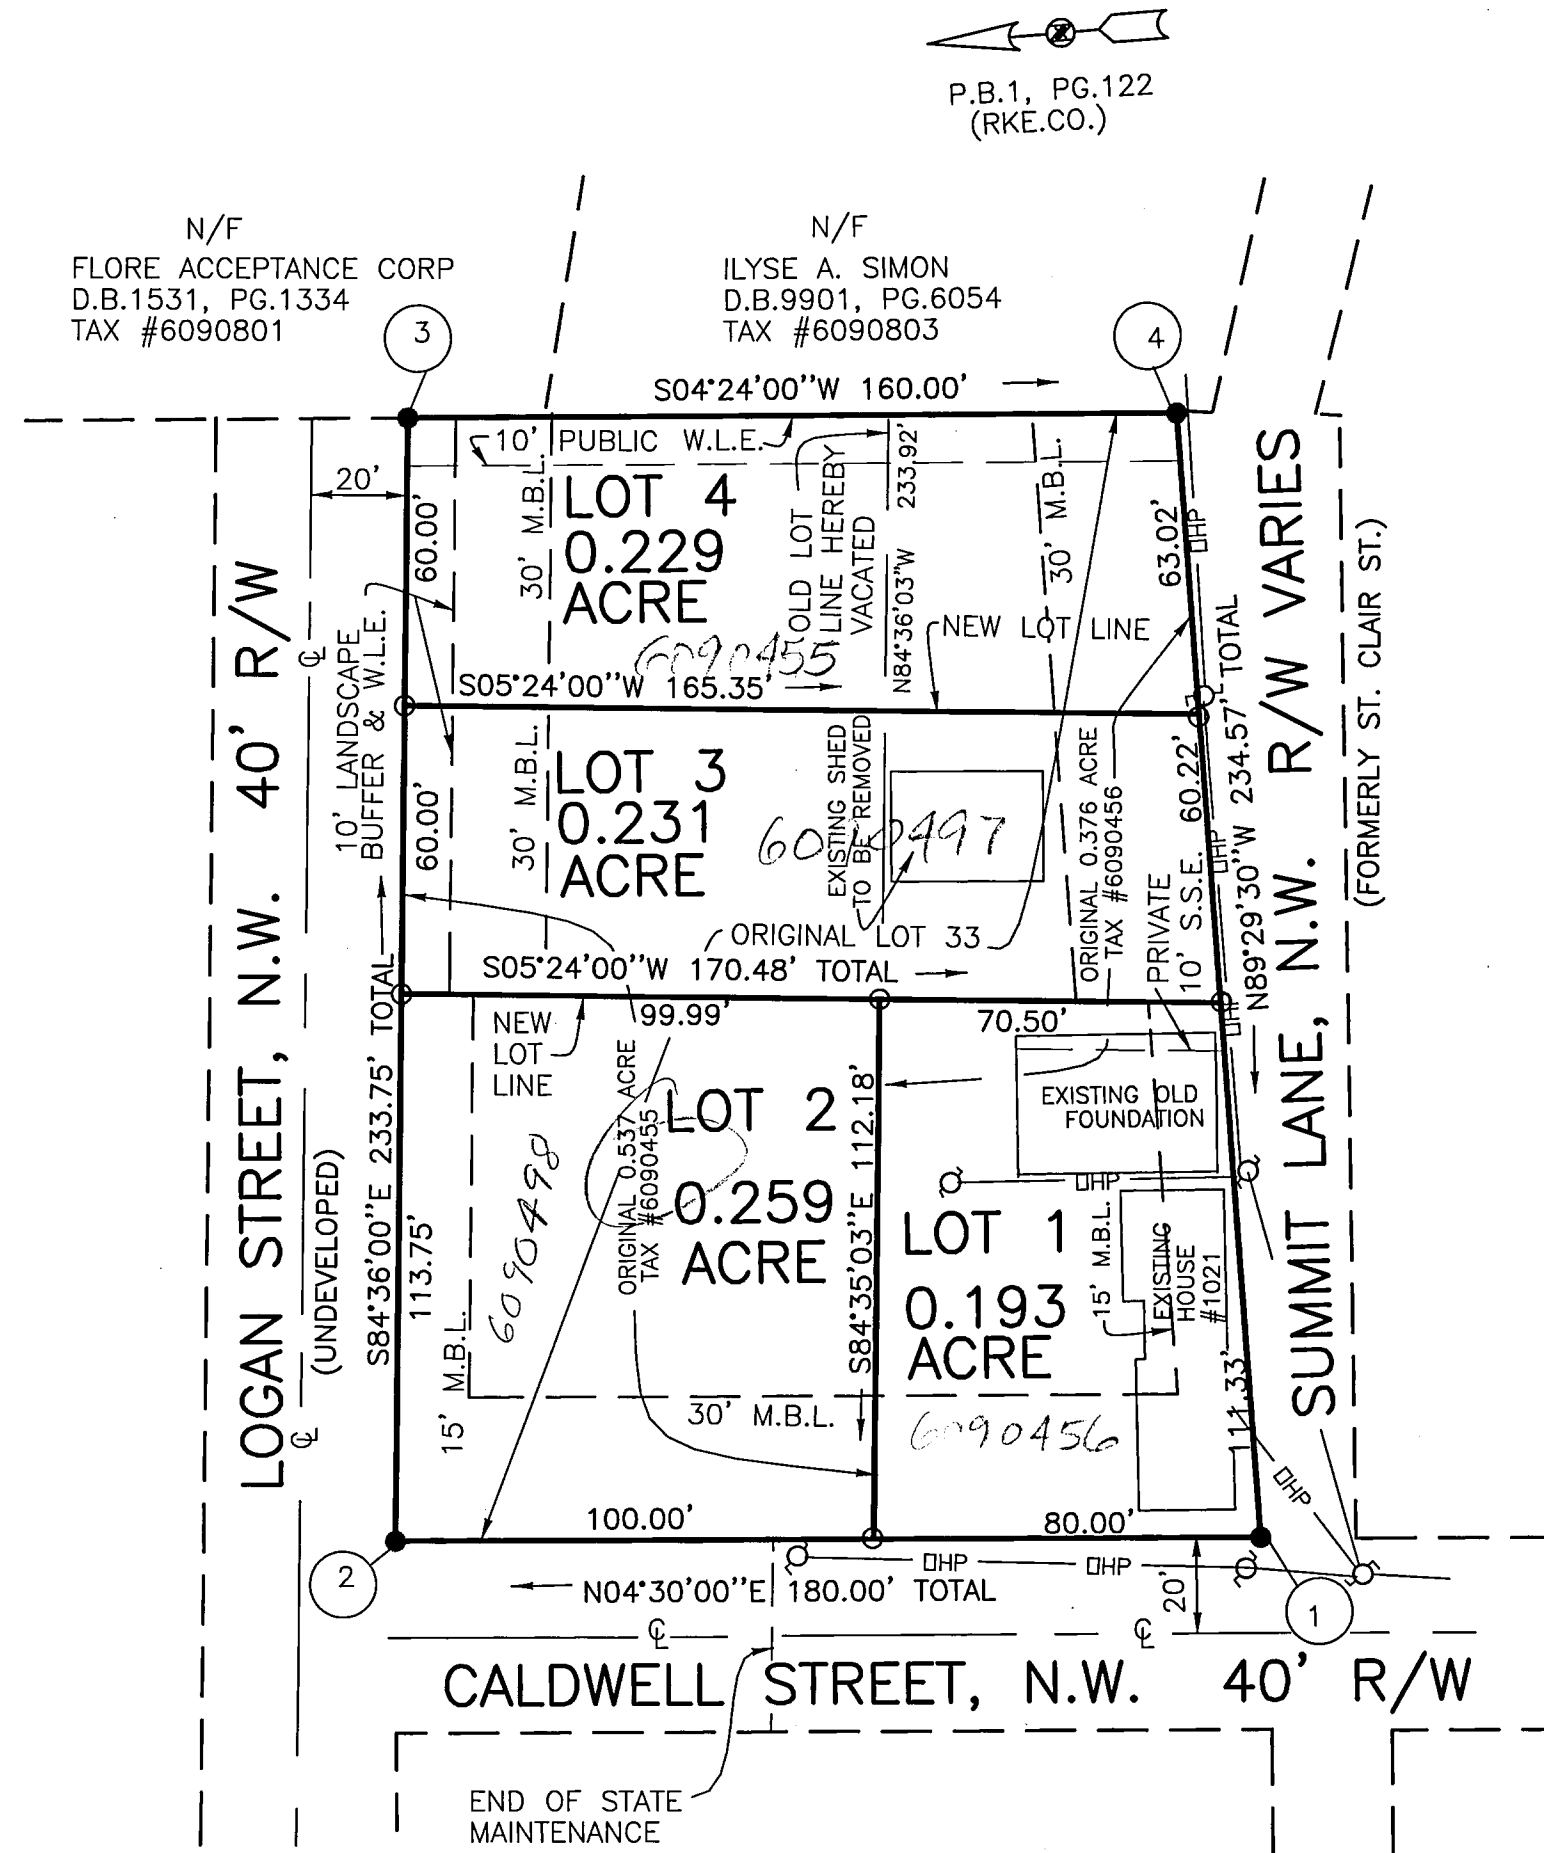 P.B.1, PG.122
(RKE.CO.)
N/F
FLORE ACCEPTANCE CORP
D.B.1531, PG.1334
TAX #6090801
N/F
ILYSE A. SIMON
D.B.9901, PG.6054
TAX #6090803
3
4
S04°24'00"W 160.00'
10' PUBLIC W.L.E.
20'
60.00'
30' M.B.L.
LOT 4
0.229
ACRE
6090455
OLD LOT
LINE HEREBY
VACATED
N84°36'03"W 233.92'
30' M.B.L.
63.02'
OHP
NEW LOT LINE
S05°24'00"W 165.35'
LOGAN STREET, N.W. 40' R/W
(UNDEVELOPED)
℄
℄
10' LANDSCAPE
BUFFER & W.L.E.
SUMMIT LANE, N.W. R/W VARIES
(FORMERLY ST. CLAIR ST.)
N89°29'30"W 234.57' TOTAL
60.00'
30' M.B.L.
LOT 3
0.231
ACRE
6090497
EXISTING SHED
TO BE REMOVED
ORIGINAL 0.376 ACRE
TAX #6090456
PRIVATE
10' S.S.E.
60.22'
OHP
ORIGINAL LOT 33
S05°24'00"W 170.48' TOTAL
99.99'
70.50'
OHP
NEW
LOT
LINE
S84°36'00"E 233.75' TOTAL
113.75'
15' M.B.L.
6090498
ORIGINAL 0.537 ACRE
TAX #6090455
LOT 2
0.259
ACRE
S84°35'03"E 112.18'
EXISTING OLD
FOUNDATION
OHP
LOT 1
0.193
ACRE
15' M.B.L.
EXISTING
HOUSE
#10211
111.33'
30' M.B.L.
6090456
OHP
100.00'
80.00'
OHP
OHP
2
N04°30'00"E 180.00' TOTAL
20'
1
℄
℄
CALDWELL STREET, N.W. 40' R/W
END OF STATE
MAINTENANCE